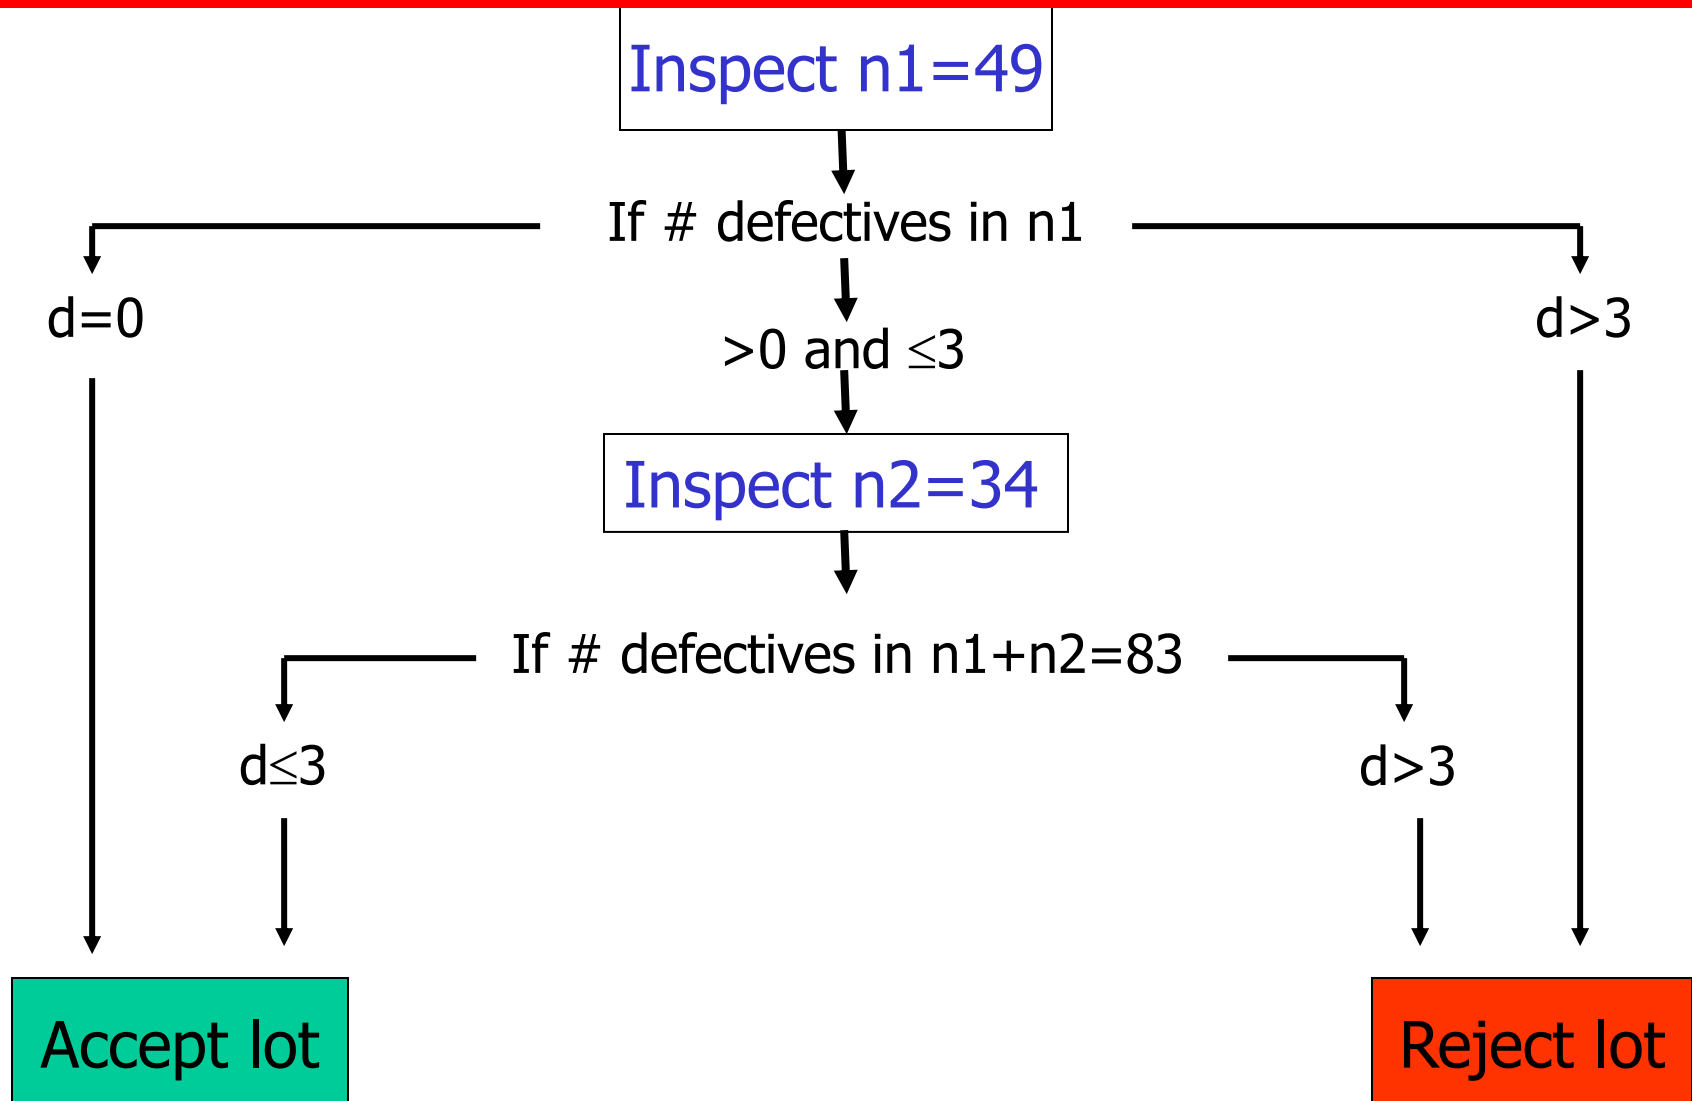 Inspect n1=49
If # defectives in n1
d=0
d>3
>0 and ≤3
Inspect n2=34
If # defectives in n1+n2=83
d≤3
d>3
Accept lot
Reject lot